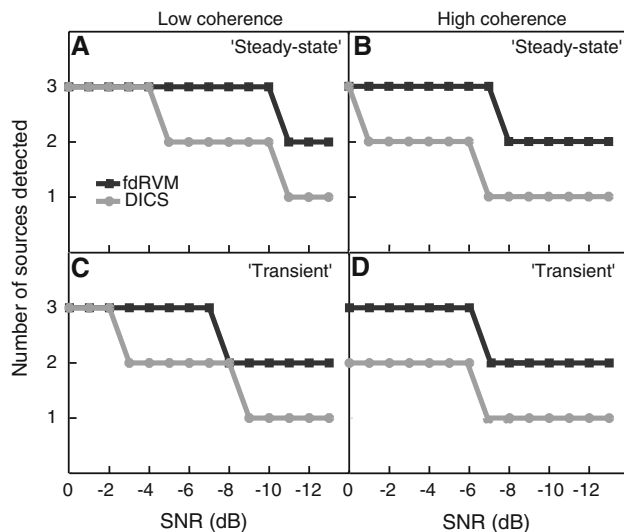 Low coherence
High coherence
A
'Steady-state'
B
'Steady-state'
3
2
1
fdRVM
DICS
C
'Transient'
D
'Transient'
3
2
1
0 -2 -4 -6 -8 -10 -12
0 -2 -4 -6 -8 -10 -12
SNR (dB)
SNR (dB)
Number of sources detected